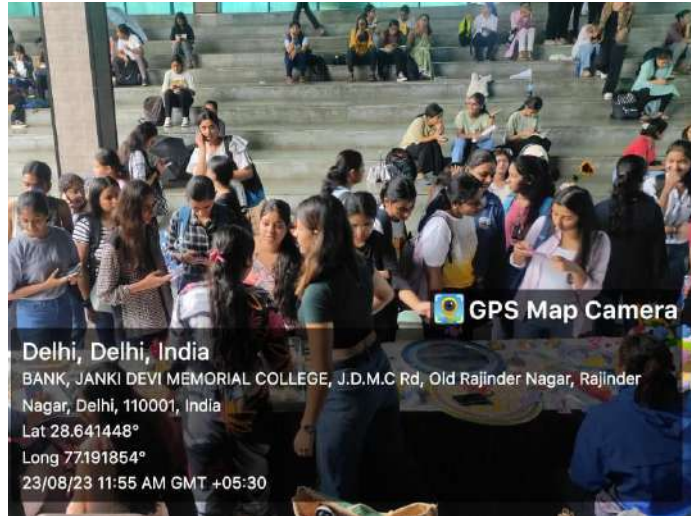 GPS Map Camera
Delhi, Delhi, India
BANK, JANKI DEVI MEMORIAL COLLEGE, J.D.M.C Rd, Old Rajinder Nagar, Rajinder
Nagar, Delhi, 110001, India
Lat 28.641448°
Long 77.191854°
23/08/23 11:55 AM GMT +05:30